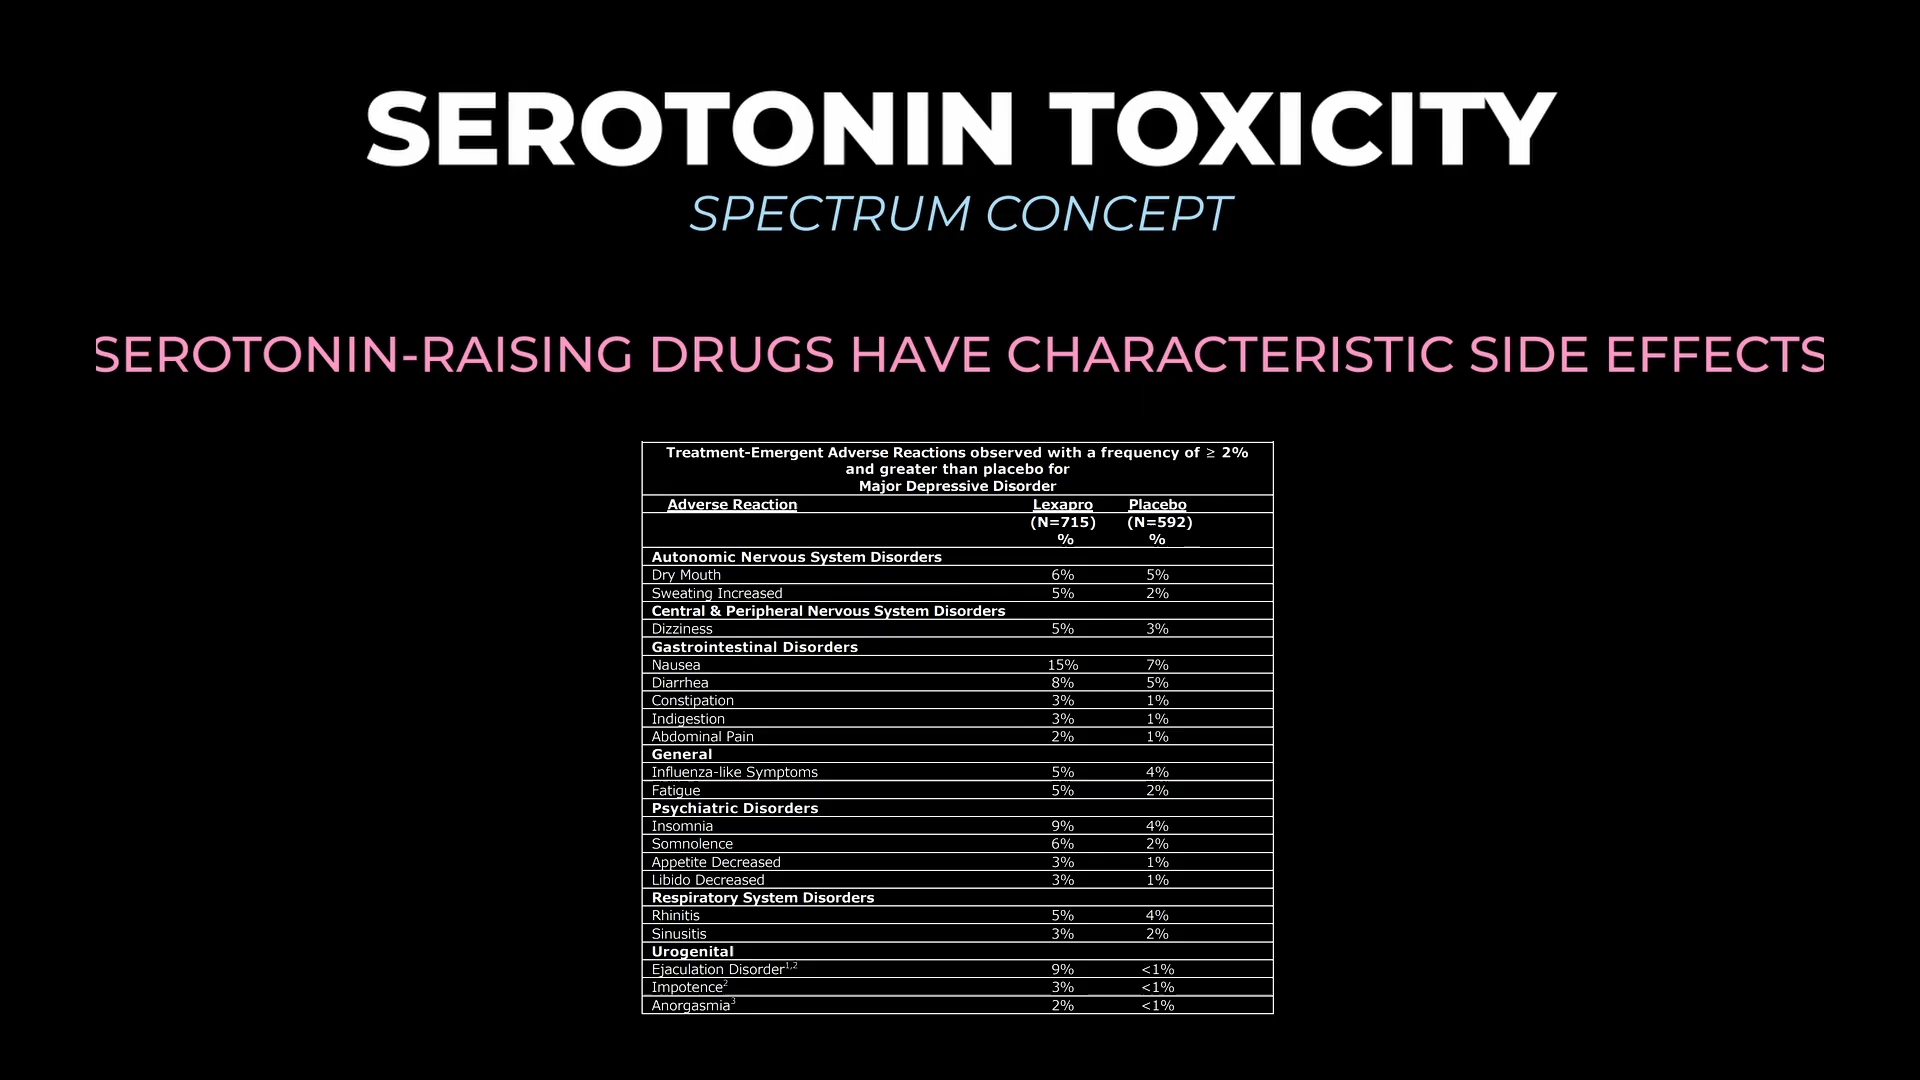 SEROTONIN TOXICITY
SPECTRUM CONCEPT
SEROTONIN-RAISING DRUGS HAVE CHARACTERISTIC SIDE EFFECTS
Treatment-Emergent Adverse Reactions observed with a frequency of ≥ 2%
and greater than placebo for
Major Depressive Disorder
Adverse Reaction Lexapro Placebo
(N=715) (N=592)
% %
Autonomic Nervous System Disorders
Dry Mouth 6% 5%
Sweating Increased 5% 2%
Central & Peripheral Nervous System Disorders
Dizziness 5% 3%
Gastrointestinal Disorders
Nausea 15% 7%
Diarrhea 8% 5%
Constipation 3% 1%
Indigestion 3% 1%
Abdominal Pain 2% 1%
General
Influenza-like Symptoms 5% 4%
Fatigue 5% 2%
Psychiatric Disorders
Insomnia 9% 4%
Somnolence 6% 2%
Appetite Decreased 3% 1%
Libido Decreased 3% 1%
Respiratory System Disorders
Rhinitis 5% 4%
Sinusitis 3% 2%
Urogenital
Ejaculation Disorder1,2 9% <1%
Impotence2 3% <1%
Anorgasmia3 2% <1%